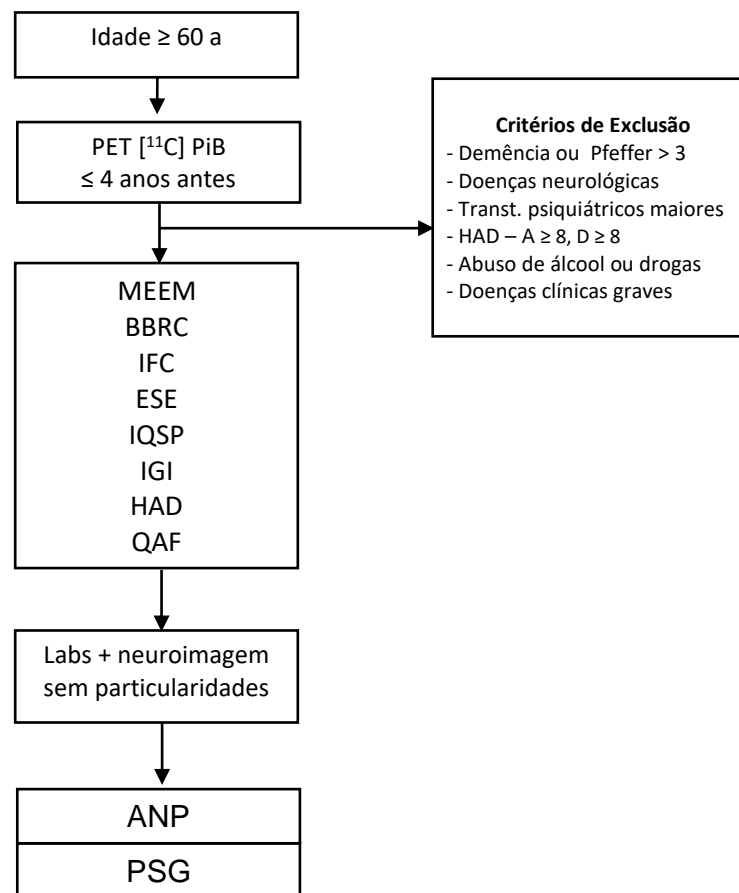 Idade ≥ 60 a
PET [¹¹C] PiB
≤ 4 anos antes
Critérios de Exclusão
- Demência ou Pfeffer > 3
- Doenças neurológicas
- Transt. psiquiátricos maiores
- HAD – A ≥ 8, D ≥ 8
- Abuso de álcool ou drogas
- Doenças clínicas graves
MEEM
BBRC
IFC
ESE
IQSP
IGI
HAD
QAF
Labs + neuroimagem
sem particularidades
ANP
PSG